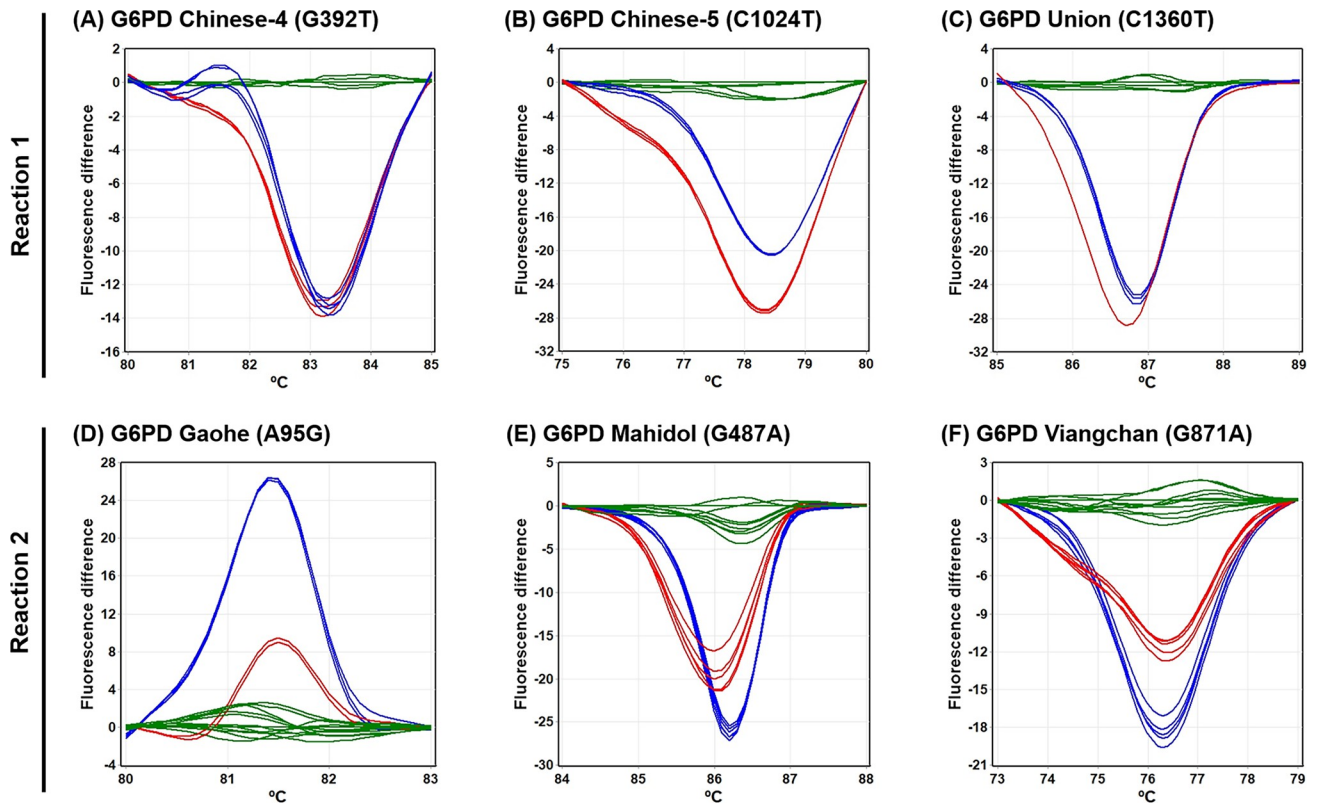 Reaction 1
(A) G6PD Chinese-4 (G392T)
Fluorescence difference
2
0
-2
-4
-6
-8
-10
-12
-14
-16
80 81 82 83 84 85
ºC
(B) G6PD Chinese-5 (C1024T)
Fluorescence difference
4
0
-4
-8
-12
-16
-20
-24
-28
-32
75 76 77 78 79 80
ºC
(C) G6PD Union (C1360T)
Fluorescence difference
4
0
-4
-8
-12
-16
-20
-24
-28
-32
85 86 87 88 89
ºC
Reaction 2
(D) G6PD Gaohe (A95G)
Fluorescence difference
28
24
20
16
12
8
4
0
-4
80 81 82 83
ºC
(E) G6PD Mahidol (G487A)
Fluorescence difference
5
0
-5
-10
-15
-20
-25
-30
84 85 86 87 88
ºC
(F) G6PD Viangchan (G871A)
Fluorescence difference
3
0
-3
-6
-9
-12
-15
-18
-21
73 74 75 76 77 78 79
ºC